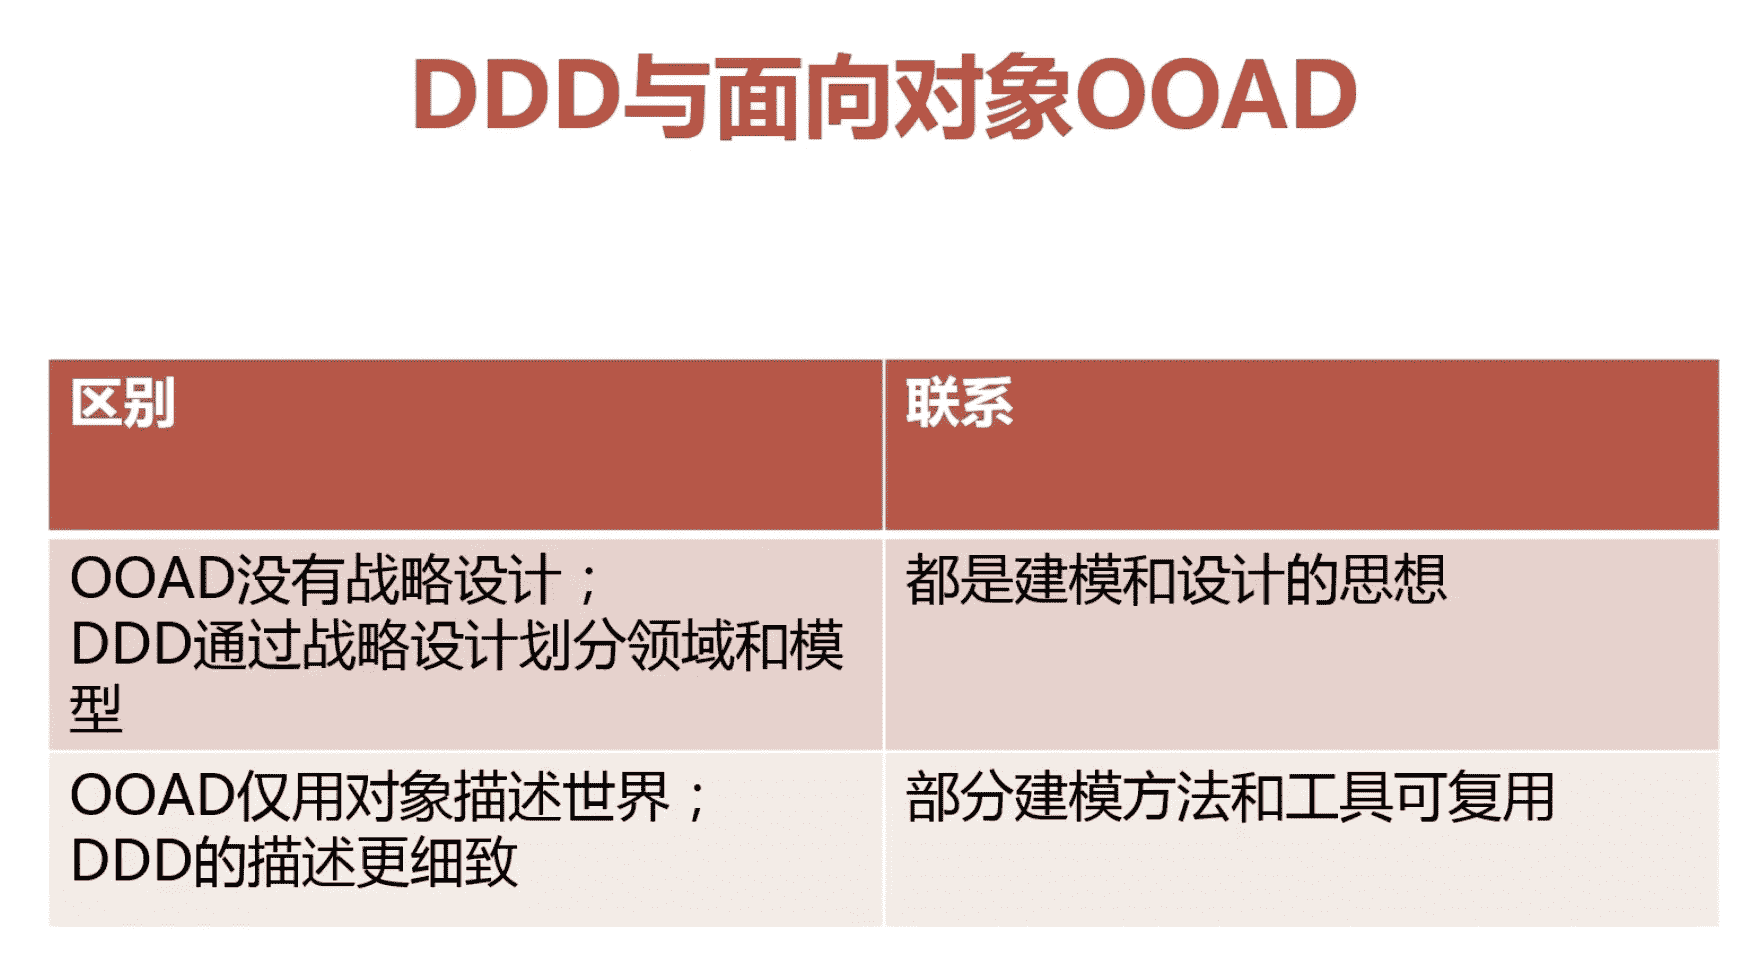 DDD与面向对象OOAD
区别
联系
OOAD没有战略设计；
DDD通过战略设计划分领域和模
型
都是建模和设计的思想
OOAD仅用对象描述世界；
DDD的描述更细致
部分建模方法和工具可复用